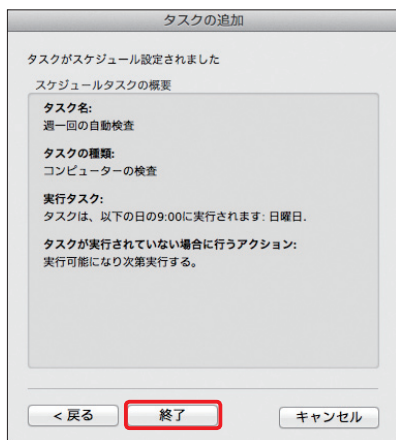 タスクの追加
タスクがスケジュール設定されました
スケジュールタスクの概要
タスク名:
週一回の自動検査
タスクの種類:
コンピューターの検査
実行タスク:
タスクは、以下の日の9:00に実行されます: 日曜日.
タスクが実行されていない場合に行うアクション:
実行可能になり次第実行する。
< 戻る
終了
キャンセル